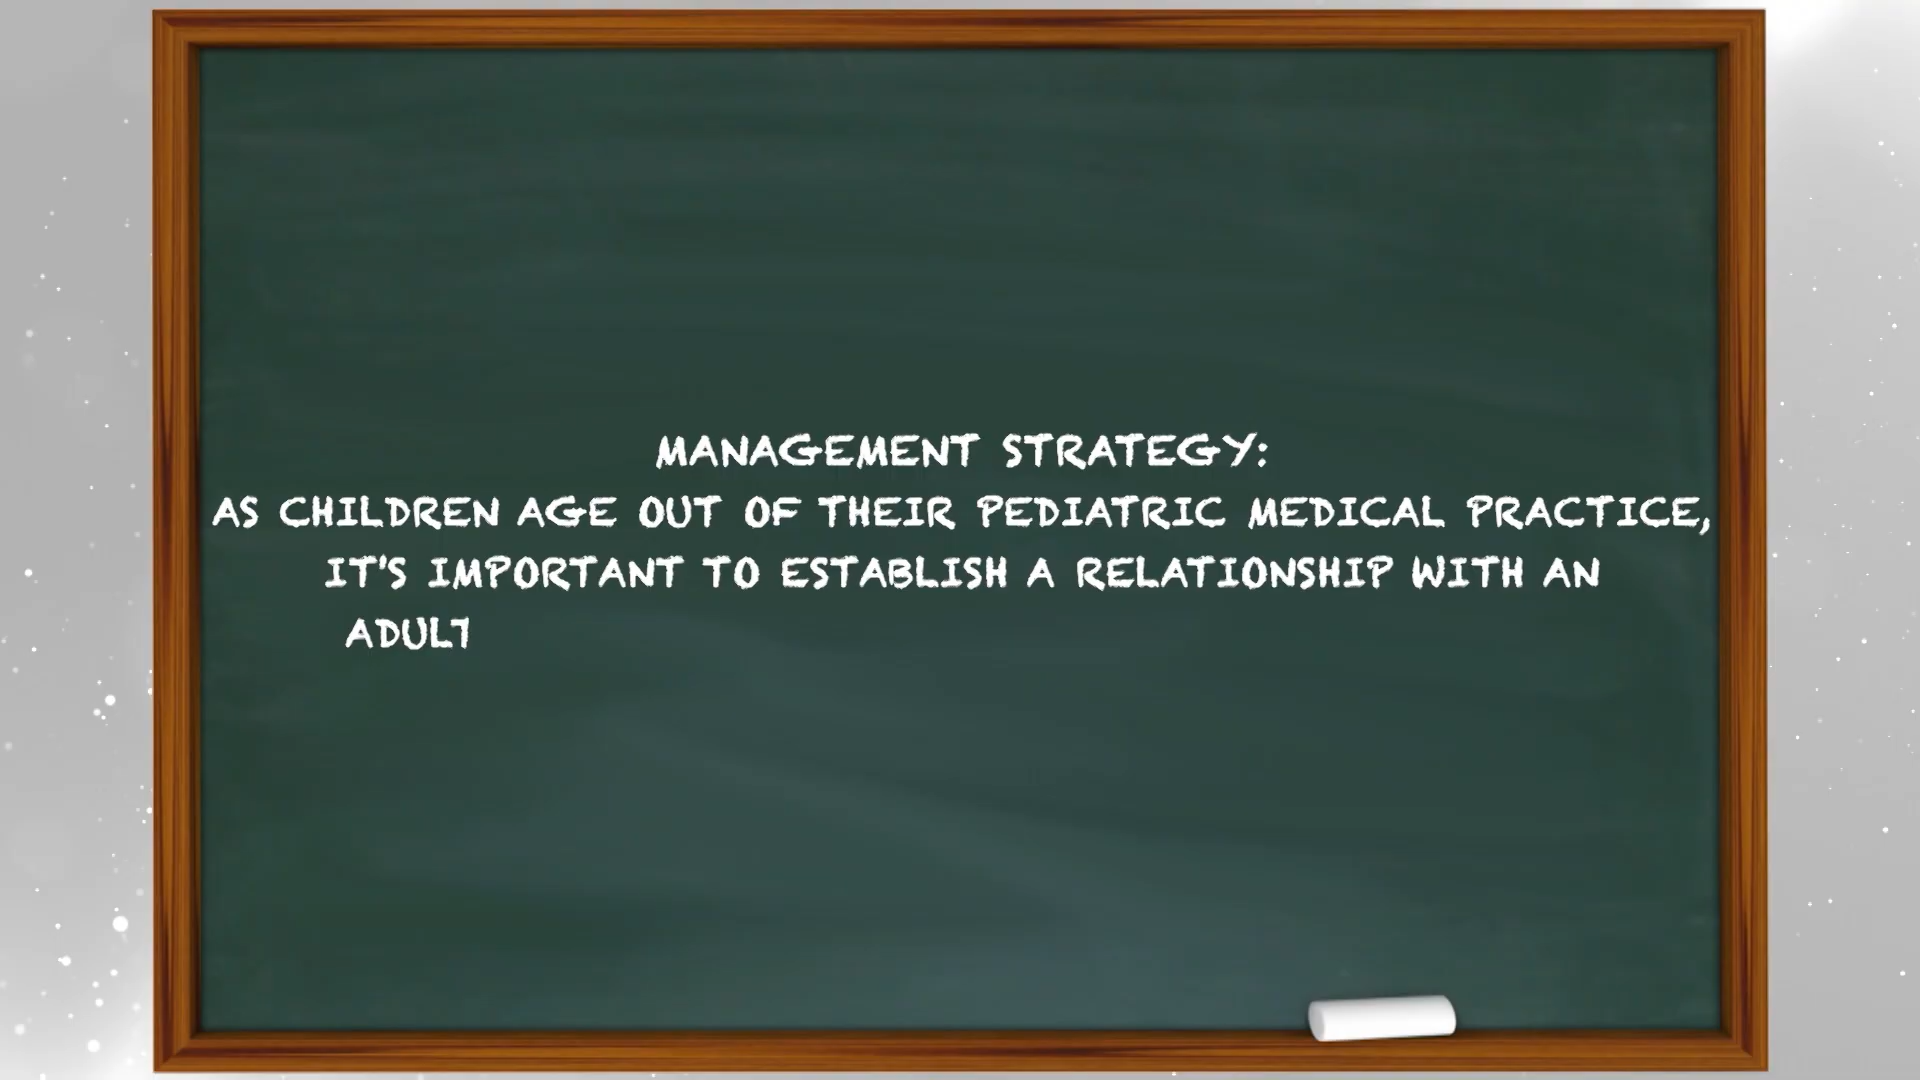 MANAGEMENT STRATEGY:
AS CHILDREN AGE OUT OF THEIR PEDIATRIC MEDICAL PRACTICE,
IT'S IMPORTANT TO ESTABLISH A RELATIONSHIP WITH AN
ADULT